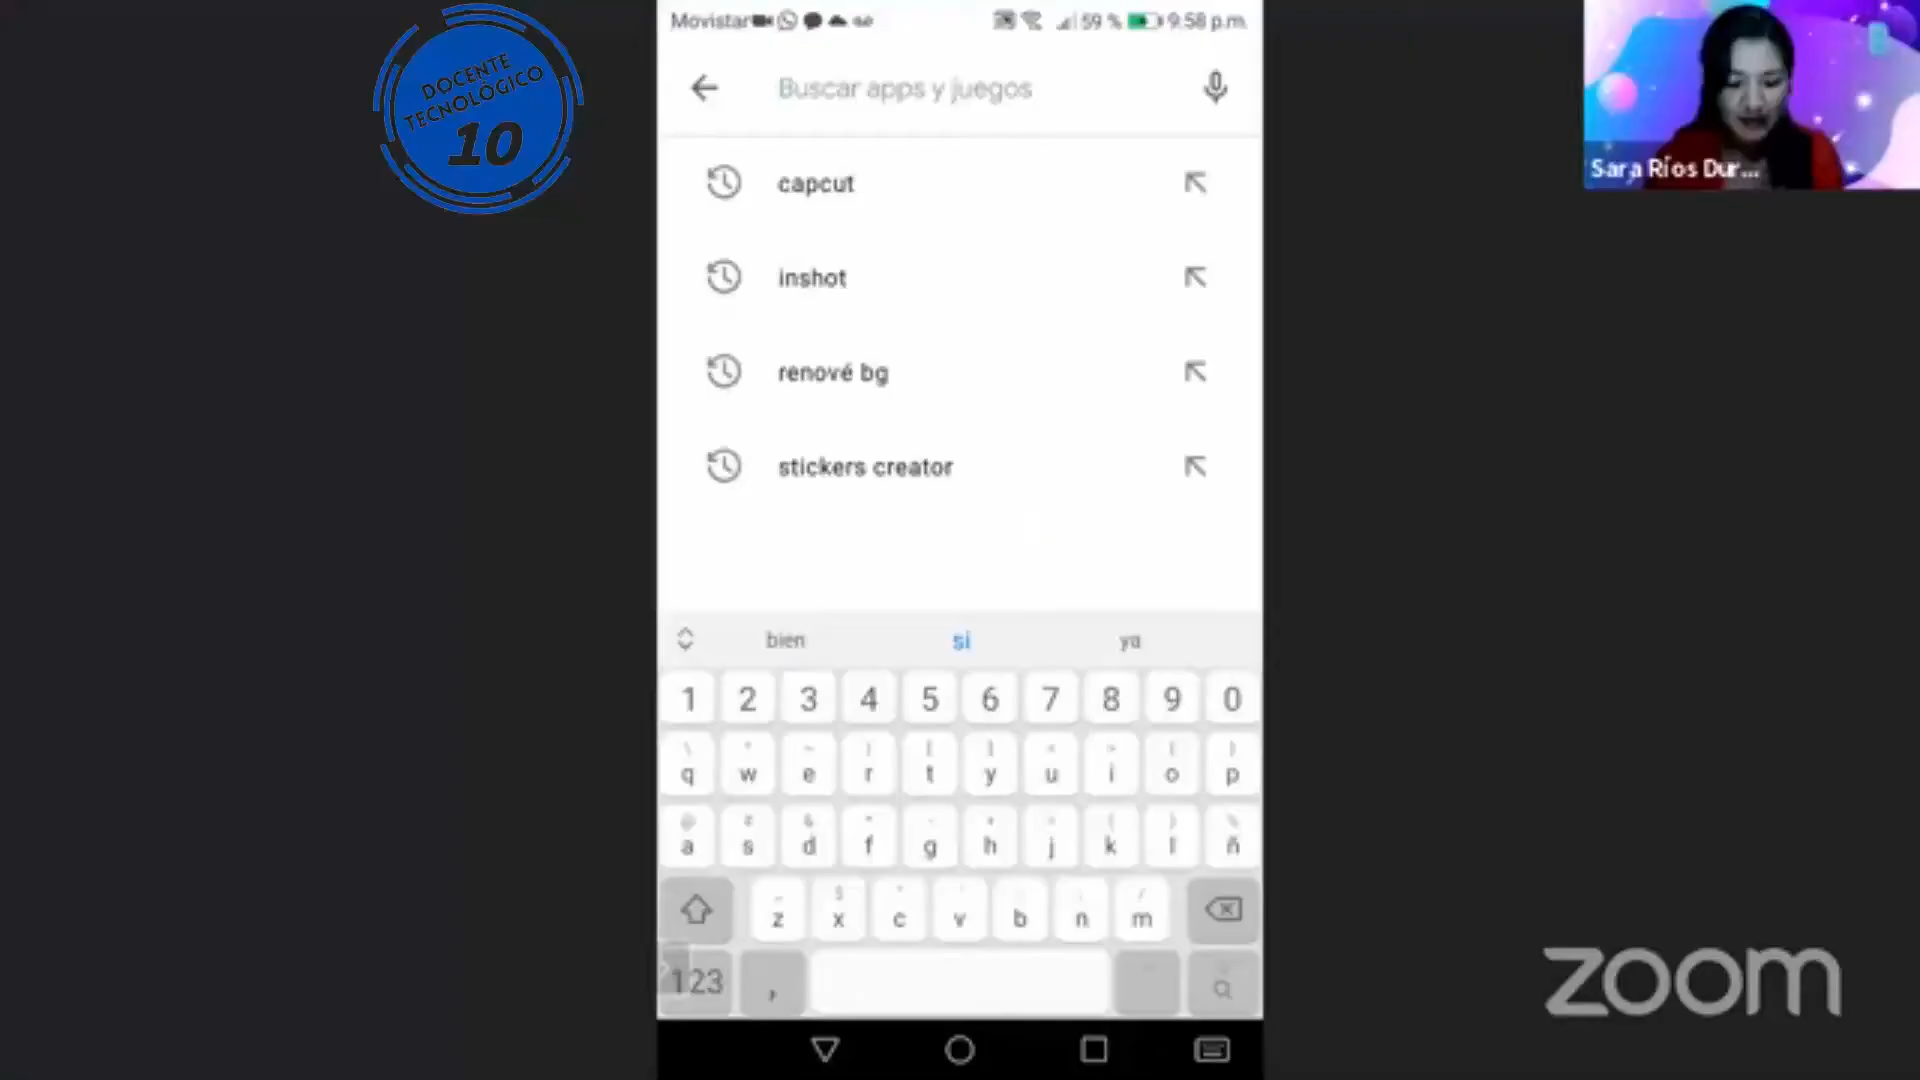 Movistar 59 % 9:58 p.m.
DOCENTE
TECNOLÓGICO
10
Buscar apps y juegos
Sara Ríos Dur...
capcut
inshot
renové bg
stickers creator
bien si ya
1 2 3 4 5 6 7 8 9 0
q w e r t y u i o p
a s d f g h j k l ñ
z x c v b n m
123 ,
zoom